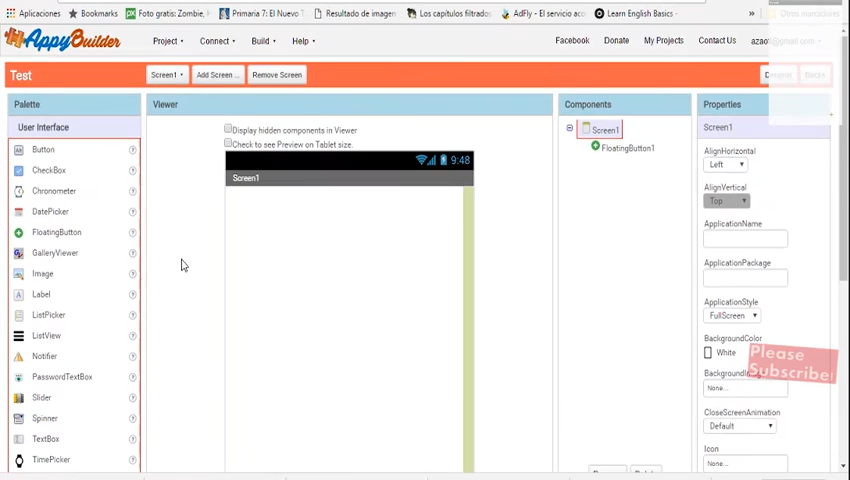 Aplicaciones Bookmarks Foto gratis: Zombie, H Primaria 7: El Nuevo T Resultado de imagen Los capítulos filtrados AdFly - El servicio aco Learn English Basics - Otros marcadores
AppyBuilder Project Connect Build Help Facebook Donate My Projects Contact Us
Test Screen1 Add Screen ... Remove Screen
Palette Viewer Components Properties
User Interface
Button
CheckBox
Chronometer
DatePicker
FloatingButton
GalleryViewer
Image
Label
ListPicker
ListView
Notifier
PasswordTextBox
Slider
Spinner
TextBox
TimePicker
Display hidden components in Viewer
Check to see Preview on Tablet size.
9:48
Screen1
Screen1
FloatingButton1
Screen1
AlignHorizontal
Left
AlignVertical
Top
ApplicationName
ApplicationPackage
ApplicationStyle
FullScreen
BackgroundColor
White
None...
CloseScreenAnimation
Default
Icon
None...
Please
Subscribe!